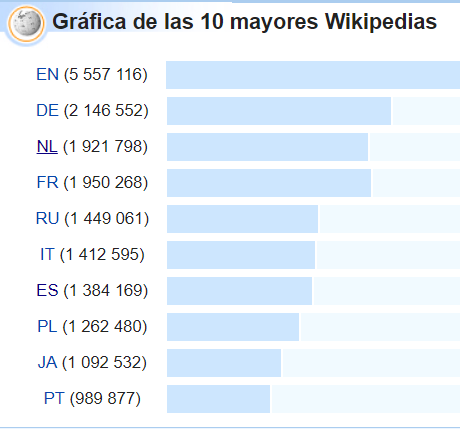 Gráfica de las 10 mayores Wikipedias
EN (5 557 116)
DE (2 146 552)
NL (1 921 798)
FR (1 950 268)
RU (1 449 061)
IT (1 412 595)
ES (1 384 169)
PL (1 262 480)
JA (1 092 532)
PT (989 877)